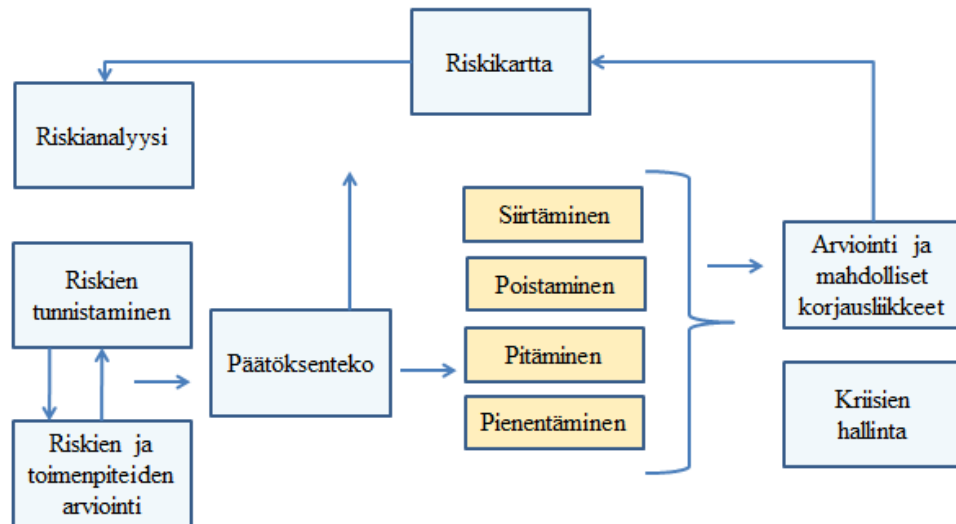 Riskikartta
Riskianalyysi
Siirtäminen
Poistaminen
Pitäminen
Pienentäminen
Riskien
tunnistaminen
Päätöksenteko
Riskien ja
toimenpiteiden
arviointi
Arviointi ja
mahdolliset
korjausliikkeet
Kriisien
hallinta